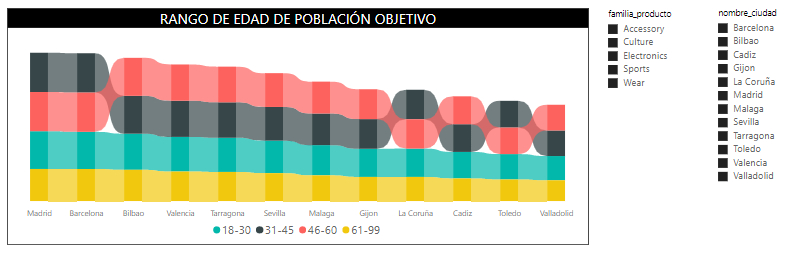 RANGO DE EDAD DE POBLACIÓN OBJETIVO
Madrid Barcelona Bilbao Valencia Tarragona Sevilla Malaga Gijon La Coruña Cadiz Toledo Valladolid
18-30 31-45 46-60 61-99
familia_producto
Accessory
Culture
Electronics
Sports
Wear
nombre_ciudad
Barcelona
Bilbao
Cadiz
Gijon
La Coruña
Madrid
Malaga
Sevilla
Tarragona
Toledo
Valencia
Valladolid